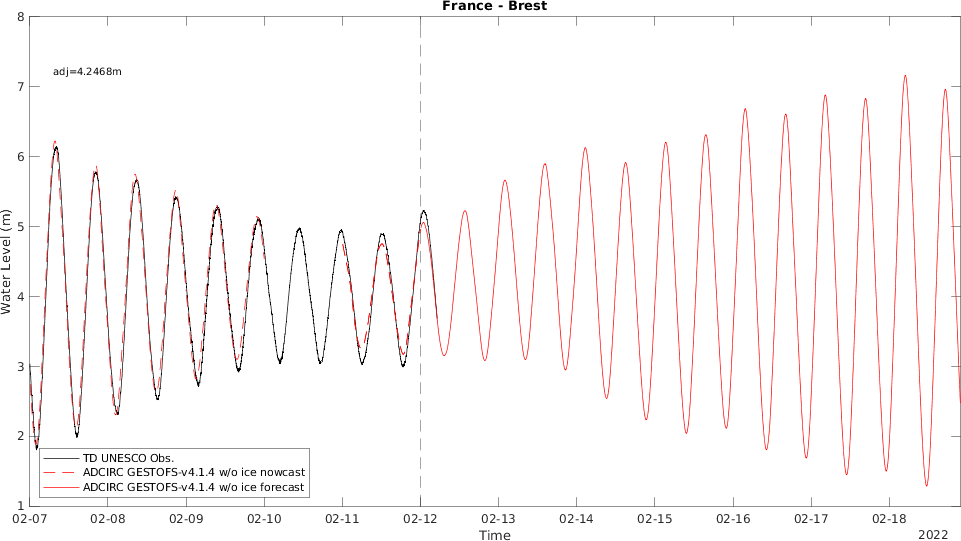 France - Brest
adj=4.2468m
Water Level (m)
8
7
6
5
4
3
2
1
TD UNESCO Obs.
ADCIRC GESTOFS-v4.1.4 w/o ice nowcast
ADCIRC GESTOFS-v4.1.4 w/o ice forecast
02-07 02-08 02-09 02-10 02-11 02-12 02-13 02-14 02-15 02-16 02-17 02-18
Time
2022